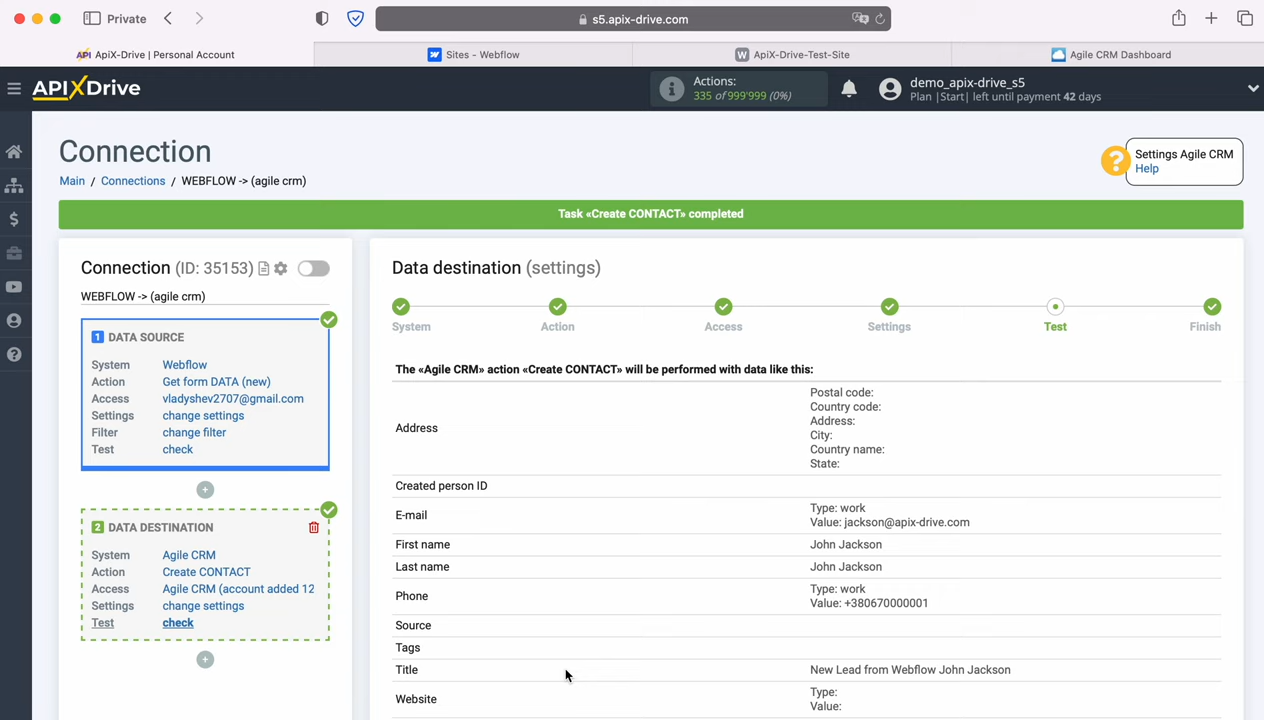 Private
s5.apix-drive.com
API ApiX-Drive | Personal Account
Sites - Webflow
W ApiX-Drive-Test-Site
Agile CRM Dashboard
APIXDrive
Actions:
335 of 999'999 (0%)
demo_apix-drive_s5
Plan |Start| left until payment 42 days
Connection
Main / Connections / WEBFLOW -> (agile crm)
Settings Agile CRM
Help
Task «Create CONTACT» completed
Connection (ID: 35153)
WEBFLOW -> (agile crm)
1 DATA SOURCE
System Webflow
Action Get form DATA (new)
Access vladyshev2707@gmail.com
Settings change settings
Filter change filter
Test check
2 DATA DESTINATION
System Agile CRM
Action Create CONTACT
Access Agile CRM (account added 12
Settings change settings
Test check
Data destination (settings)
System Action Access Settings Test Finish
The «Agile CRM» action «Create CONTACT» will be performed with data like this:
Address
Postal code:
Country code:
Address:
City:
Country name:
State:
Created person ID
E-mail
Type: work
Value: jackson@apix-drive.com
First name John Jackson
Last name John Jackson
Phone
Type: work
Value: +380670000001
Source
Tags
Title New Lead from Webflow John Jackson
Website
Type:
Value: